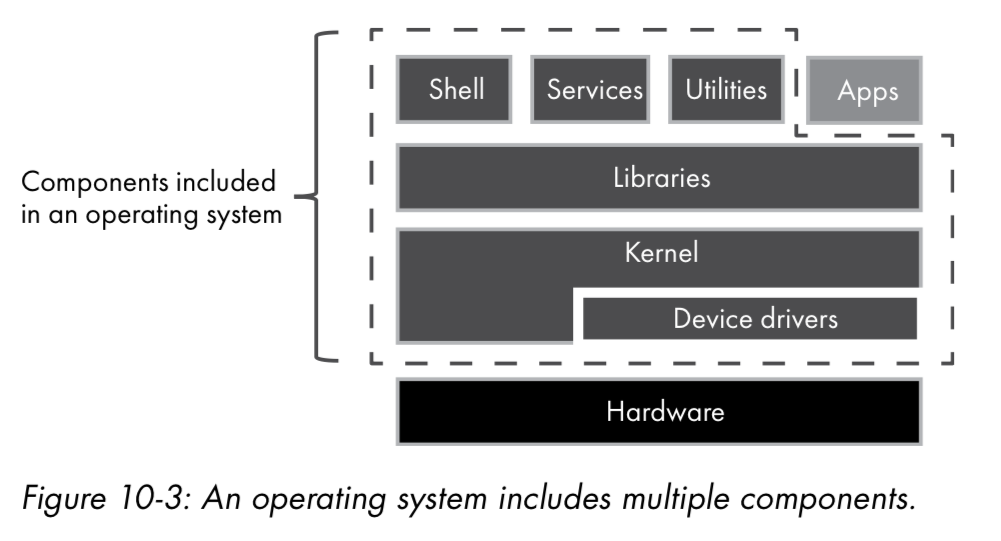 Shell
Services
Utilities
Apps
Libraries
Components included
in an operating system
Kernel
Device drivers
Hardware
Figure 10-3: An operating system includes multiple components.